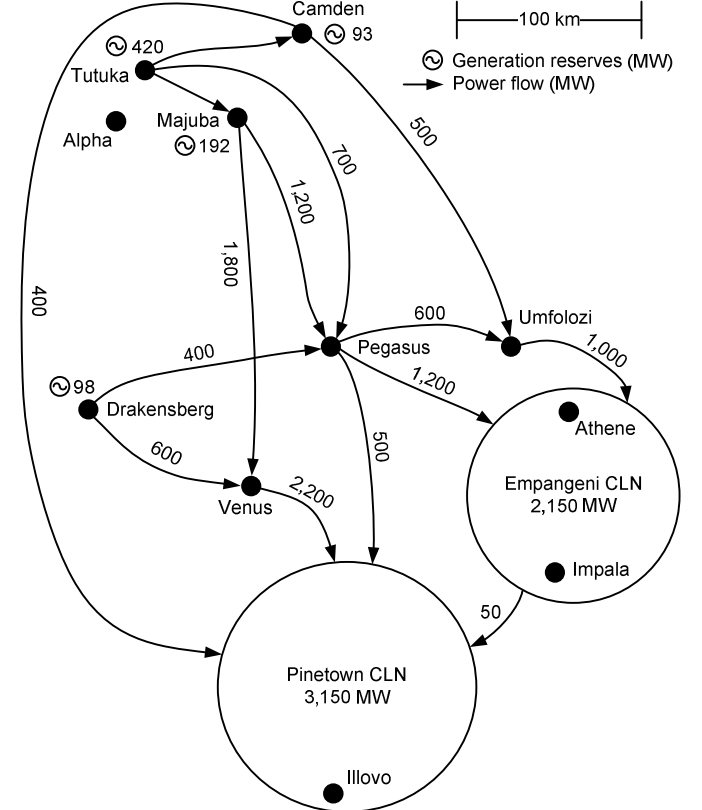 Camden
93
100 km
420
Tutuka
Generation reserves (MW)
Power flow (MW)
Alpha
Majuba
192
500
700
1,200
1,800
400
Umfolozi
600
Pegasus
1,000
400
1,200
98
Drakensberg
500
Athene
600
Venus
2,200
Empangeni CLN
2,150 MW
Impala
50
Pinetown CLN
3,150 MW
Illovo